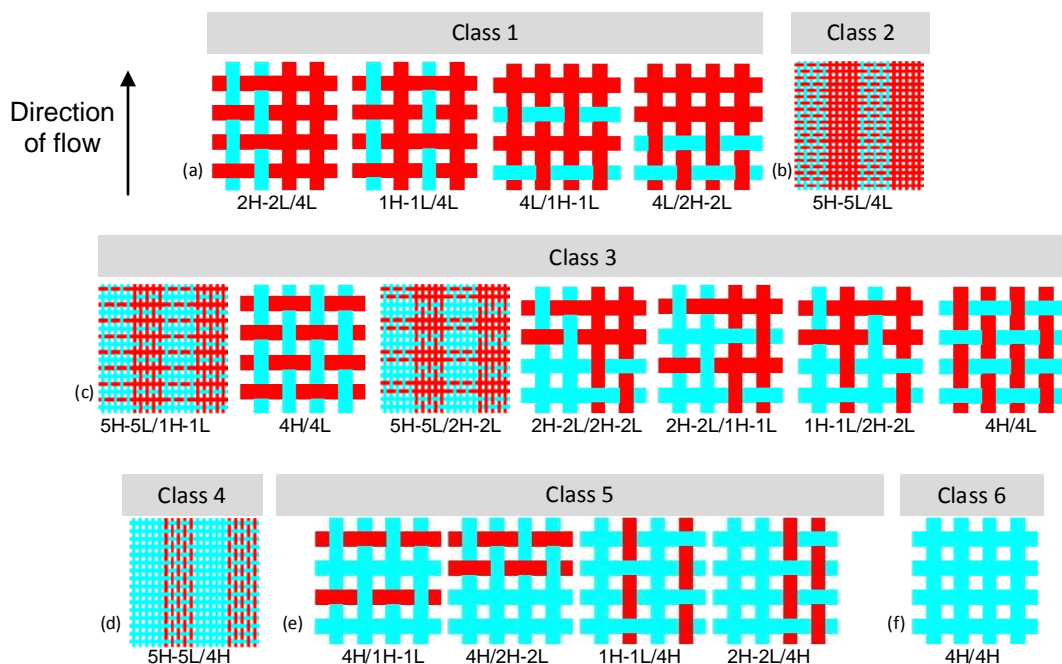 Class 1
Class 2
Direction
of flow
(a)
(b)
2H-2L/4L
1H-1L/4L
4L/1H-1L
4L/2H-2L
5H-5L/4L
Class 3
(c)
5H-5L/1H-1L
4H/4L
5H-5L/2H-2L
2H-2L/2H-2L
2H-2L/1H-1L
1H-1L/2H-2L
4H/4L
Class 4
Class 5
Class 6
(d)
(e)
(f)
5H-5L/4H
4H/1H-1L
4H/2H-2L
1H-1L/4H
2H-2L/4H
4H/4H